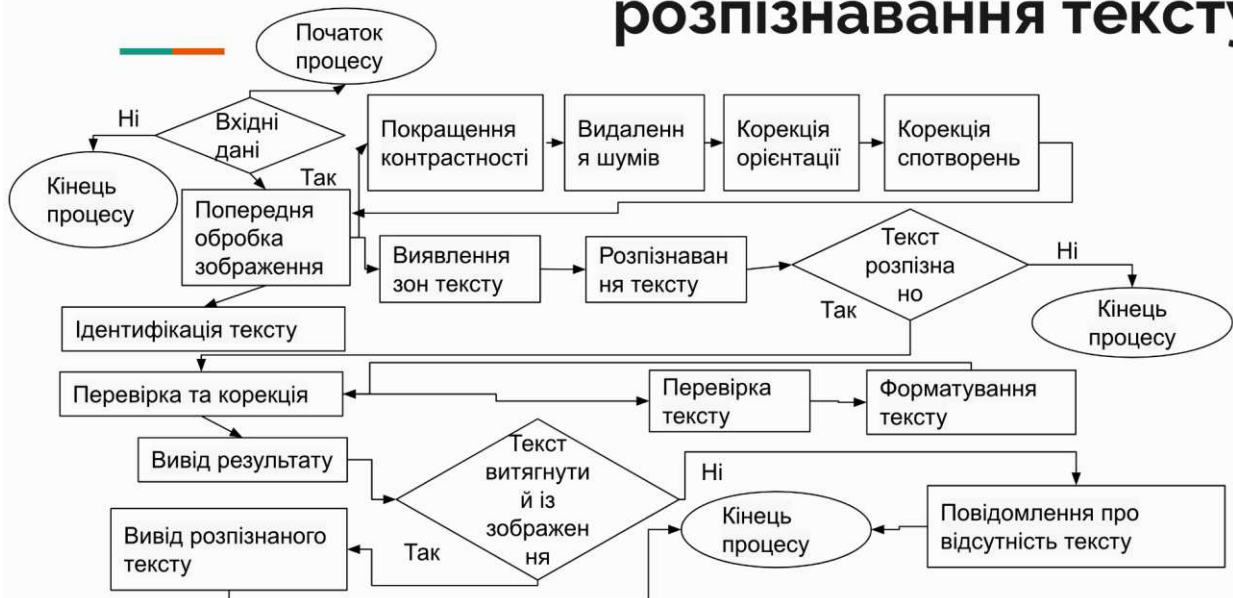 розпізнавання тексту
Початок
процесу
Ні
Вхідні
дані
Так
Кінець
процесу
Покращення
контрастності
Видаленн
я шумів
Корекція
орієнтації
Корекція
спотворень
Попередня
обробка
зображення
Виявлення
зон тексту
Розпізнаван
ня тексту
Текст
розпізна
но
Ні
Так
Кінець
процесу
Ідентифікація тексту
Перевірка та корекція
Перевірка
тексту
Форматування
тексту
Вивід результату
Текст
витягнути
й із
зображен
ня
Ні
Так
Кінець
процесу
Повідомлення про
відсутність тексту
Вивід розпізнаного
тексту